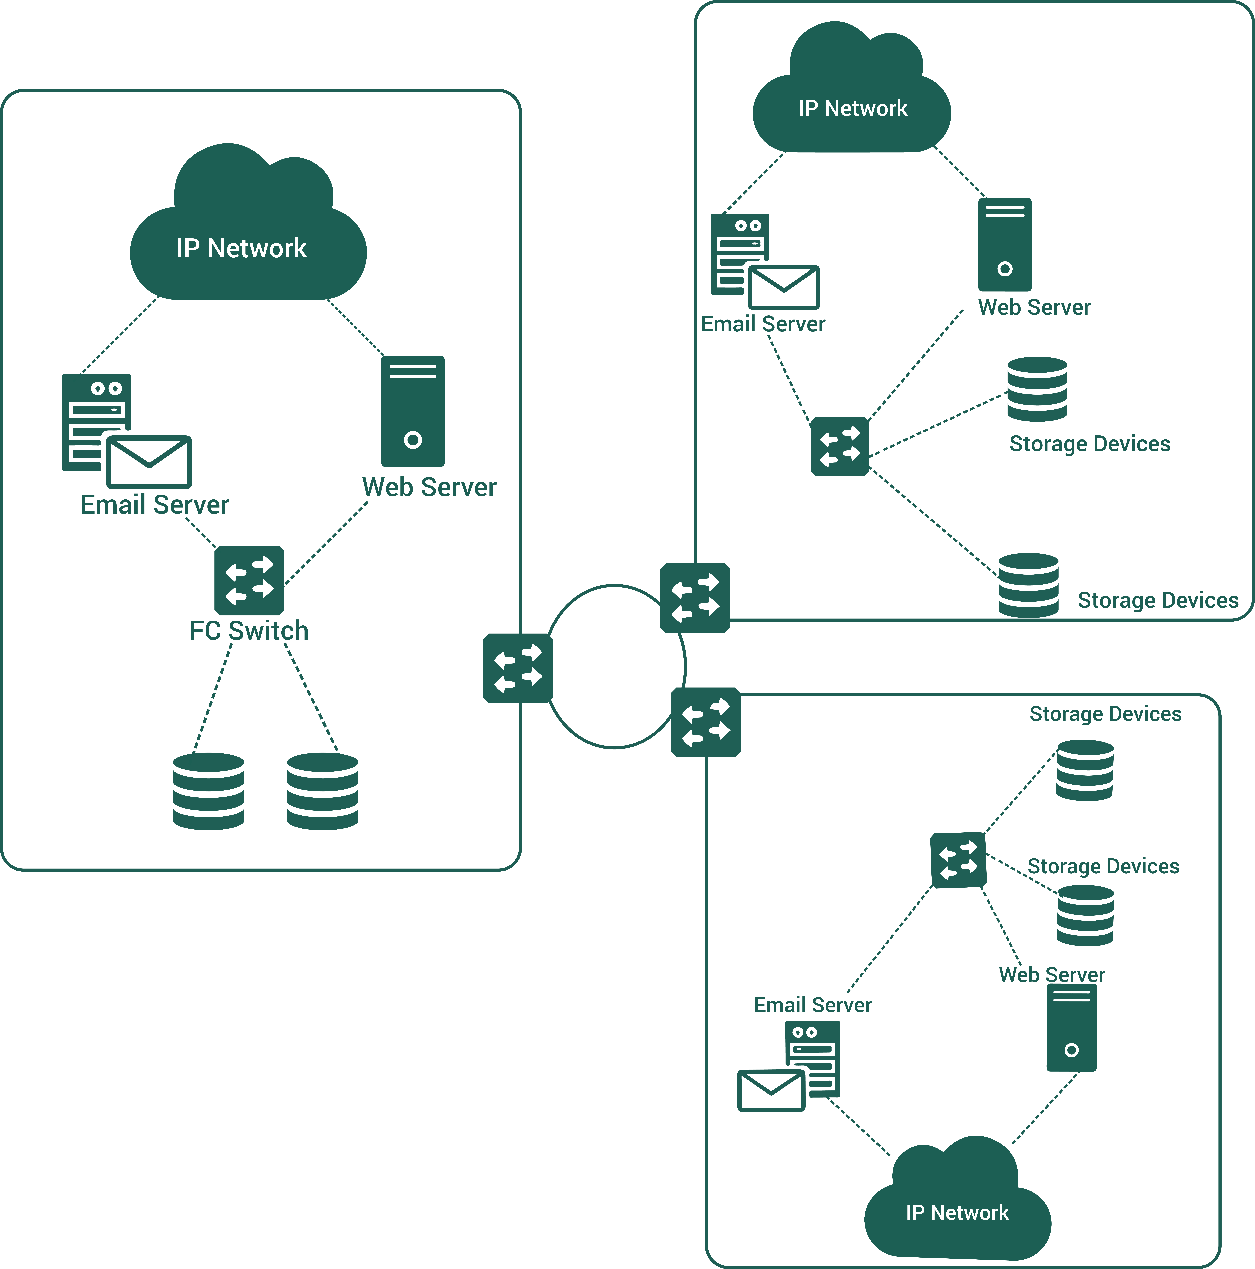 IP Network
Email Server
Web Server
FC Switch
IP Network
Email Server
Web Server
Storage Devices
Storage Devices
Storage Devices
Storage Devices
Web Server
Email Server
IP Network